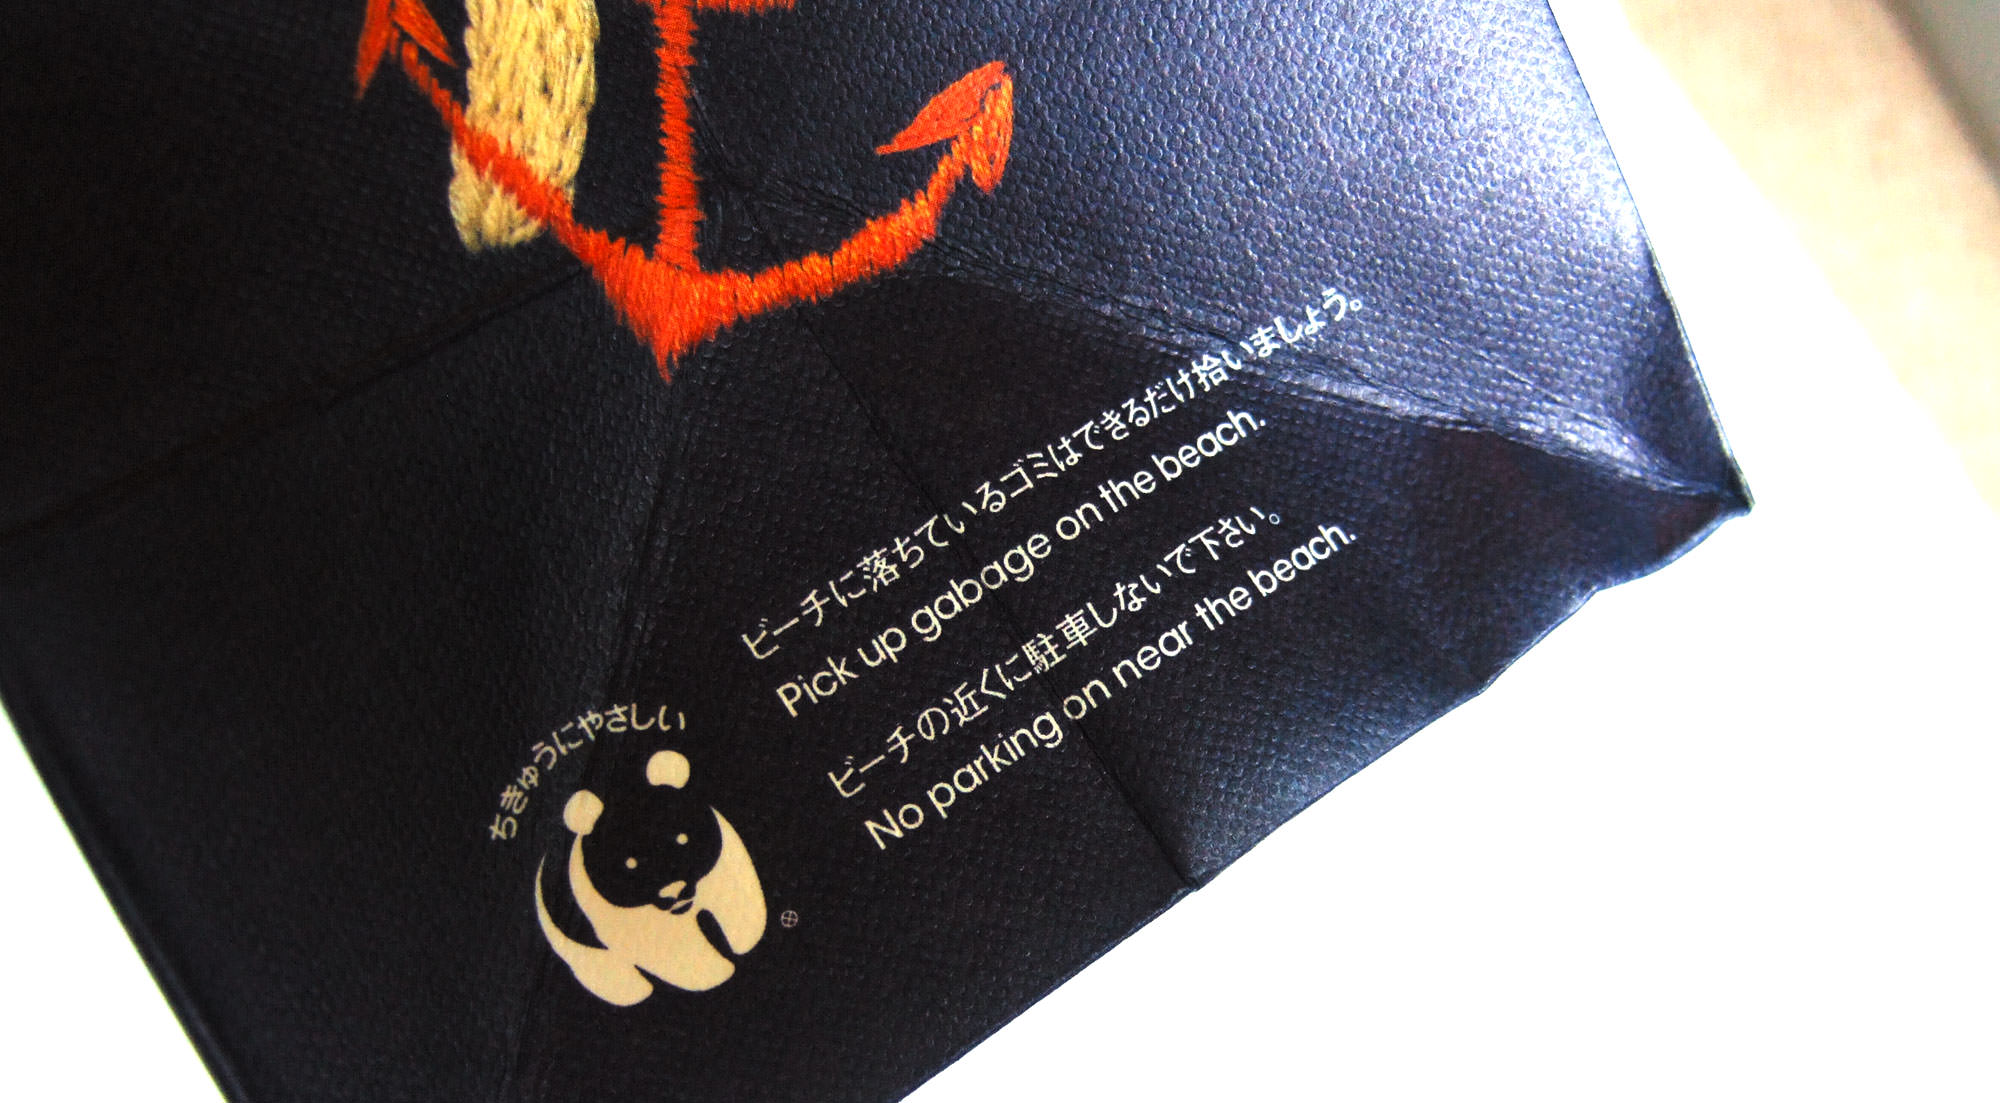 ビーチに落ちているゴミはできるだけ拾いましょう。
Pick up gabage on the beach.
ビーチの近くに駐車しないで下さい。
No parking on near the beach.
ちきゅうにやさしい